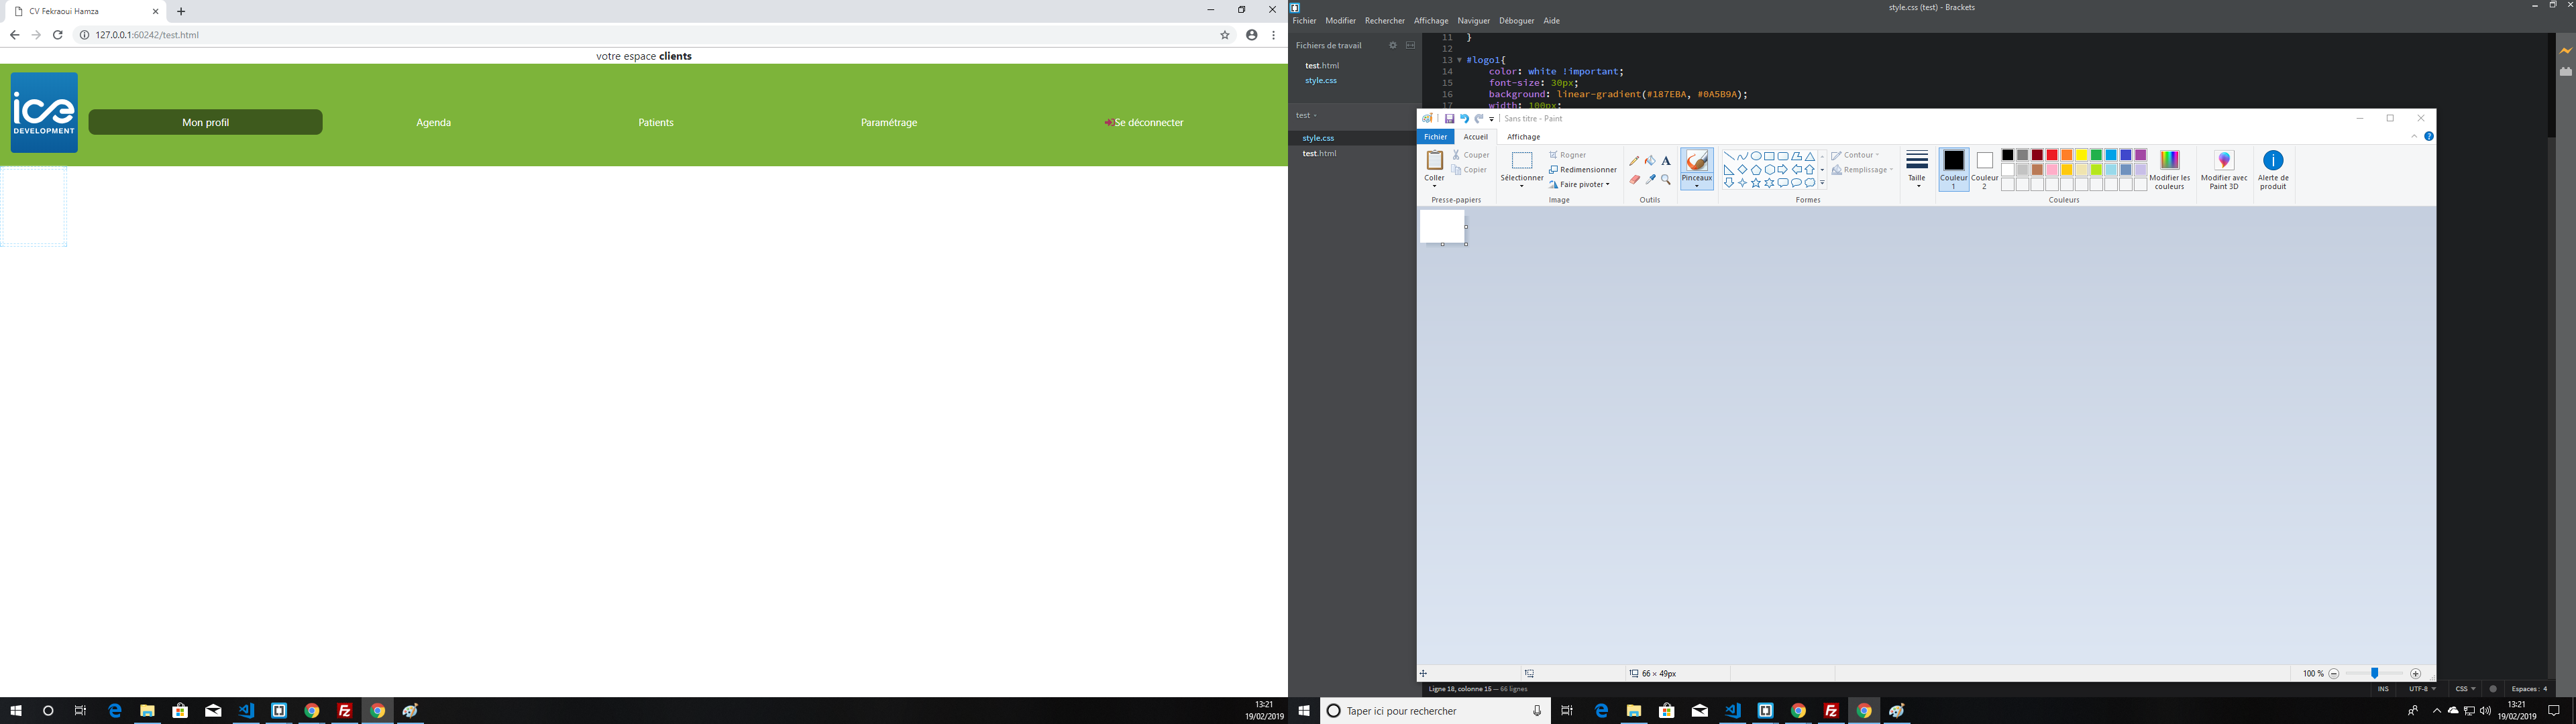 CV Fekraoui Hamza
127.0.0.1:60242/test.html
votre espace clients
ice
DEVELOPMENT
Mon profil
Agenda
Patients
Paramétrage
Se déconnecter
13:21
19/02/2019
style.css (test) - Brackets
Fichier Modifier Rechercher Affichage Naviguer Déboguer Aide
Fichiers de travail
test.html
style.css
test
style.css
test.html
11 }
12
13 #logo1{
14 color: white !important;
15 font-size: 30px;
16 background: linear-gradient(#187EBA, #0A5B9A);
17 width: 100px;
Sans titre - Paint
Fichier Accueil Affichage
Coller
Couper
Copier
Presse-papiers
Sélectionner
Rogner
Redimensionner
Faire pivoter
Image
A
Outils
Pinceaux
Contour
Remplissage
Formes
Taille
Couleur 1
Couleur 2
Modifier les couleurs
Couleurs
Modifier avec Paint 3D
Alerte de produit
66 × 49px
100 %
Ligne 18, colonne 15 — 66 lignes
INS UTF-8 CSS Espaces : 4
Taper ici pour rechercher
13:21
19/02/2019